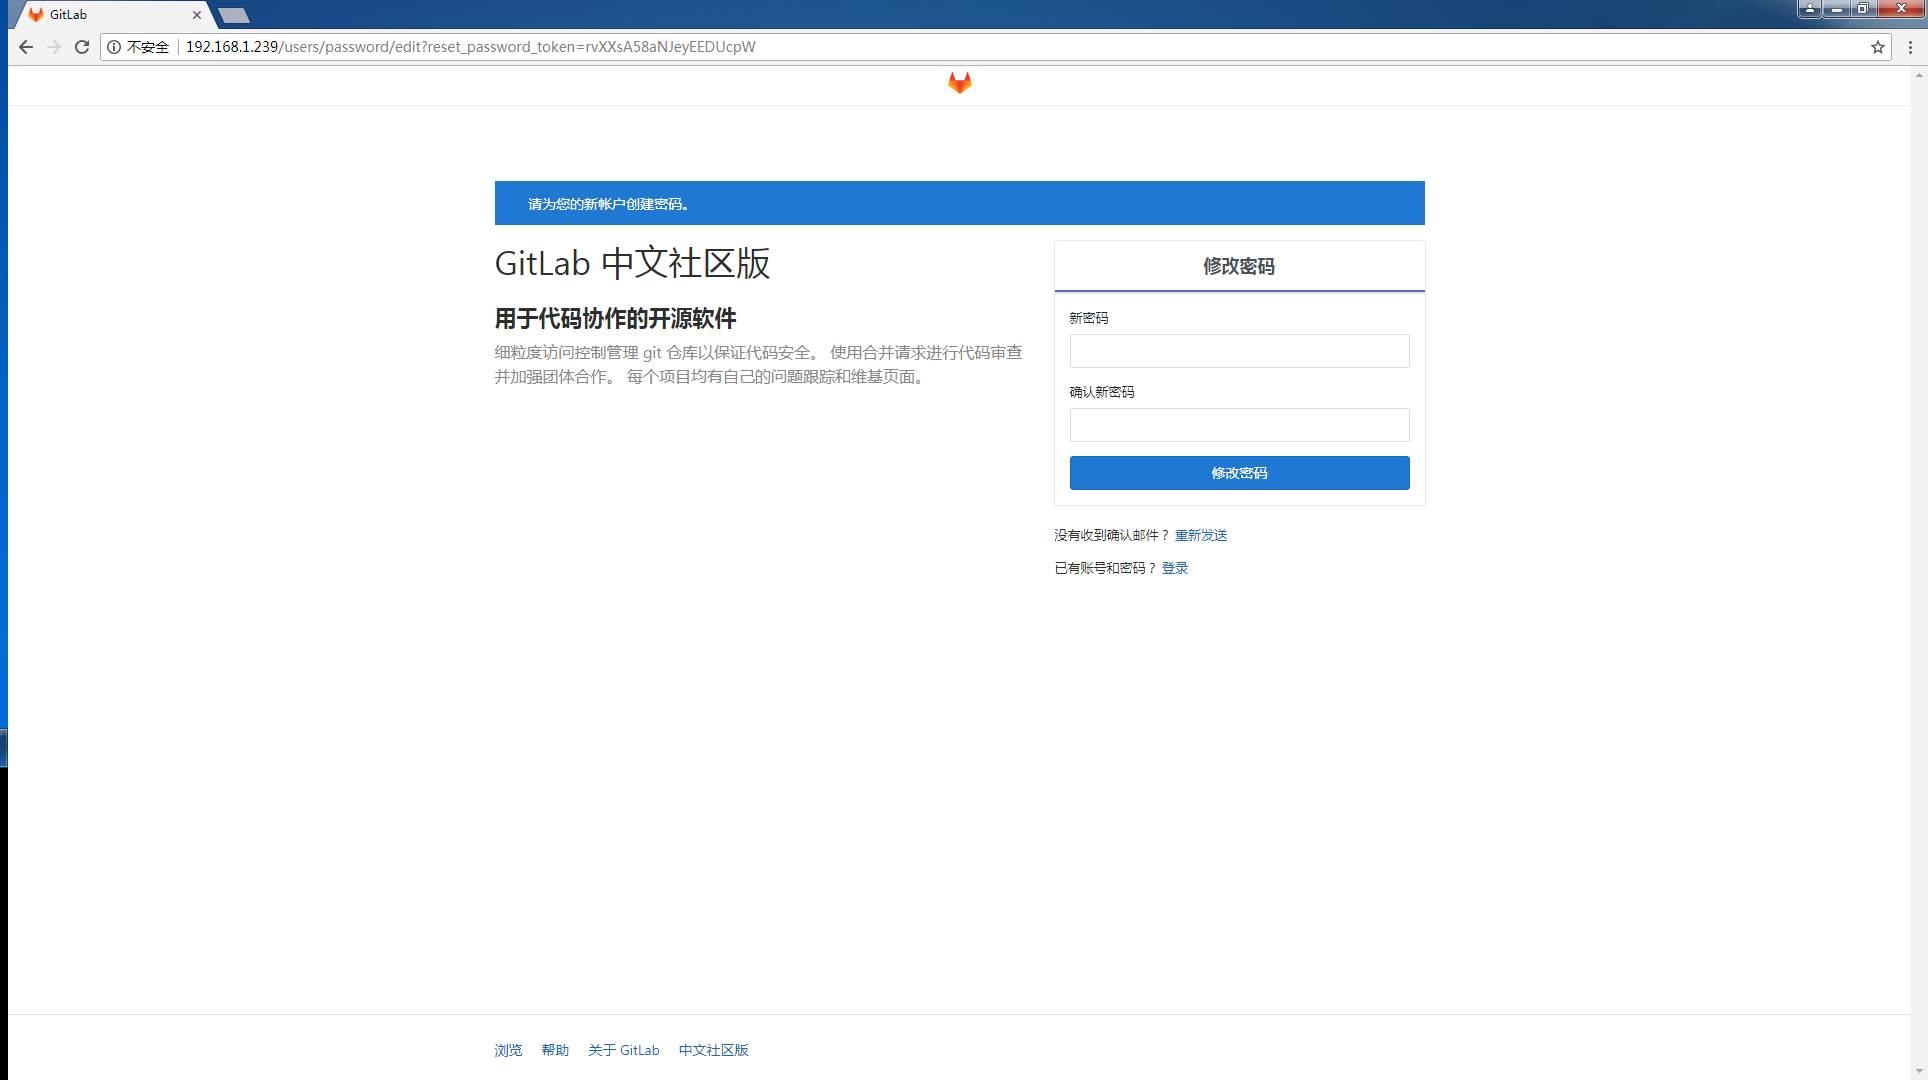 GitLab
不安全
192.168.1.239/users/password/edit?reset_password_token=rvXXsA58aNJeyEEDUcpW
请为您的新帐户创建密码。
GitLab 中文社区版
用于代码协作的开源软件
细粒度访问控制管理 git 仓库以保证代码安全。 使用合并请求进行代码审查
并加强团体合作。 每个项目均有自己的问题跟踪和维基页面。
修改密码
新密码
确认新密码
修改密码
没有收到确认邮件？ 重新发送
已有账号和密码？ 登录
浏览 帮助 关于 GitLab 中文社区版